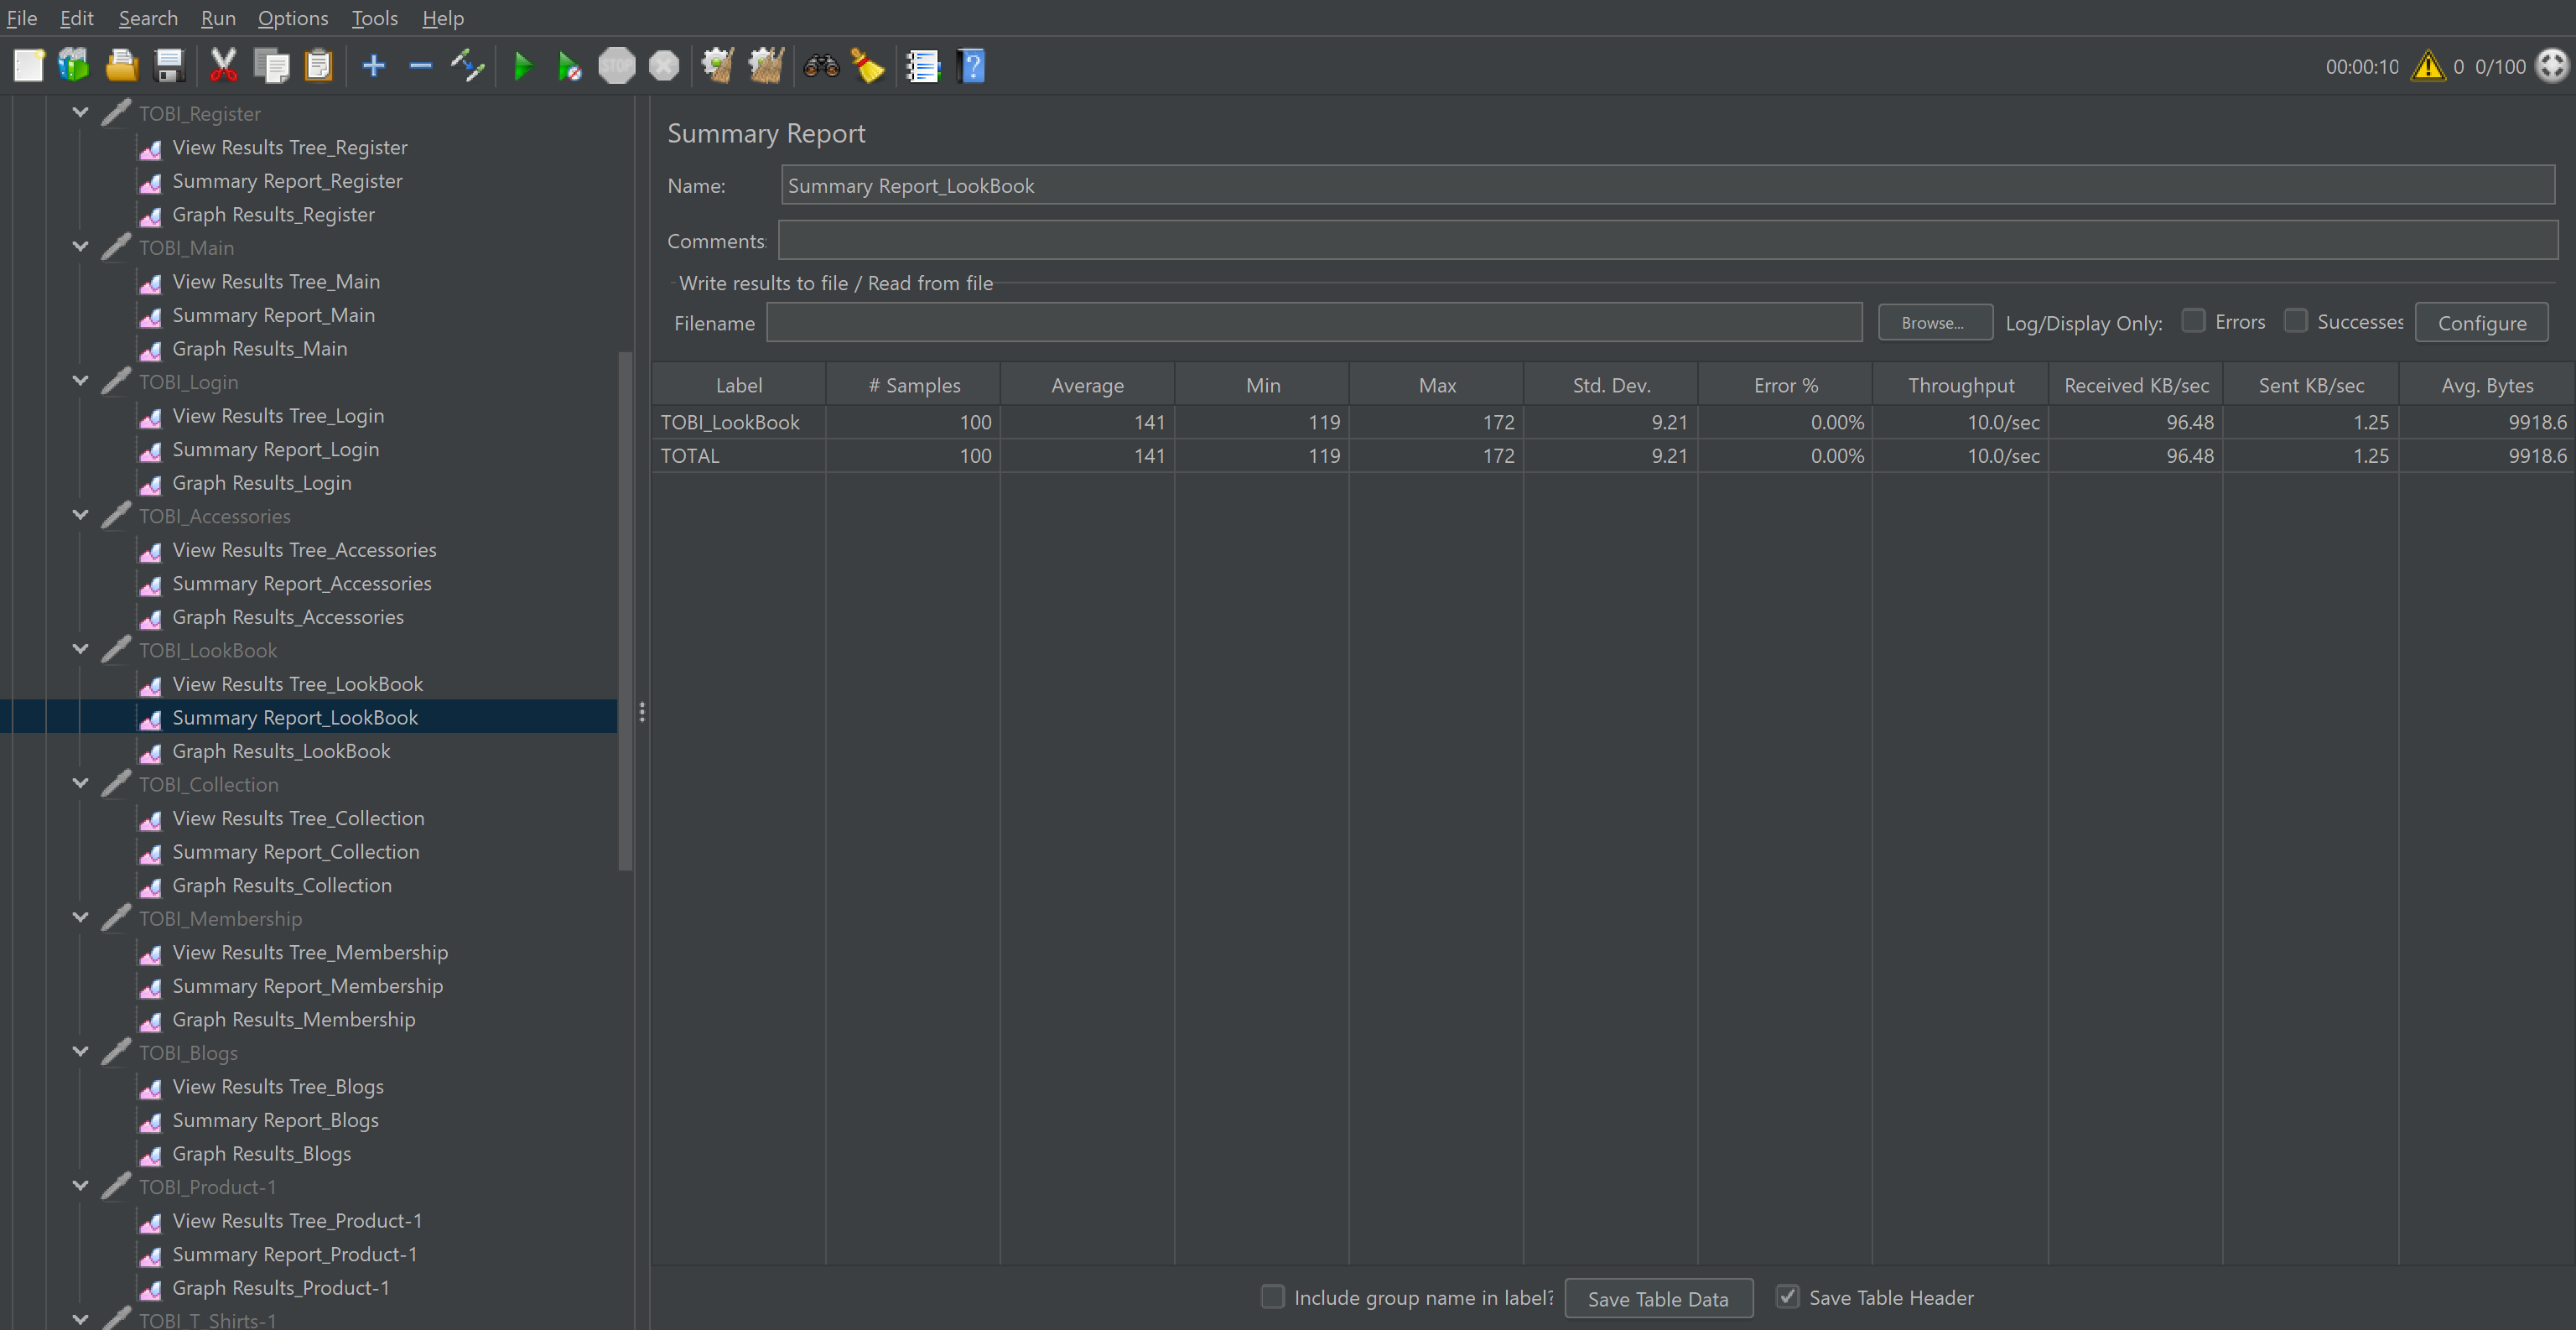 File Edit Search Run Options Tools Help
STOP
00:00:10 0 0/100
TOBI_Register
View Results Tree_Register
Summary Report_Register
Graph Results_Register
TOBI_Main
View Results Tree_Main
Summary Report_Main
Graph Results_Main
TOBI_Login
View Results Tree_Login
Summary Report_Login
Graph Results_Login
TOBI_Accessories
View Results Tree_Accessories
Summary Report_Accessories
Graph Results_Accessories
TOBI_LookBook
View Results Tree_LookBook
Summary Report_LookBook
Graph Results_LookBook
TOBI_Collection
View Results Tree_Collection
Summary Report_Collection
Graph Results_Collection
TOBI_Membership
View Results Tree_Membership
Summary Report_Membership
Graph Results_Membership
TOBI_Blogs
View Results Tree_Blogs
Summary Report_Blogs
Graph Results_Blogs
TOBI_Product-1
View Results Tree_Product-1
Summary Report_Product-1
Graph Results_Product-1
TOBI_T_Shirts-1
Summary Report
Name: Summary Report_LookBook
Comments:
Write results to file / Read from file
Filename Browse... Log/Display Only: Errors Successes Configure
Label # Samples Average Min Max Std. Dev. Error % Throughput Received KB/sec Sent KB/sec Avg. Bytes
TOBI_LookBook 100 141 119 172 9.21 0.00% 10.0/sec 96.48 1.25 9918.6
TOTAL 100 141 119 172 9.21 0.00% 10.0/sec 96.48 1.25 9918.6
Include group name in label? Save Table Data Save Table Header